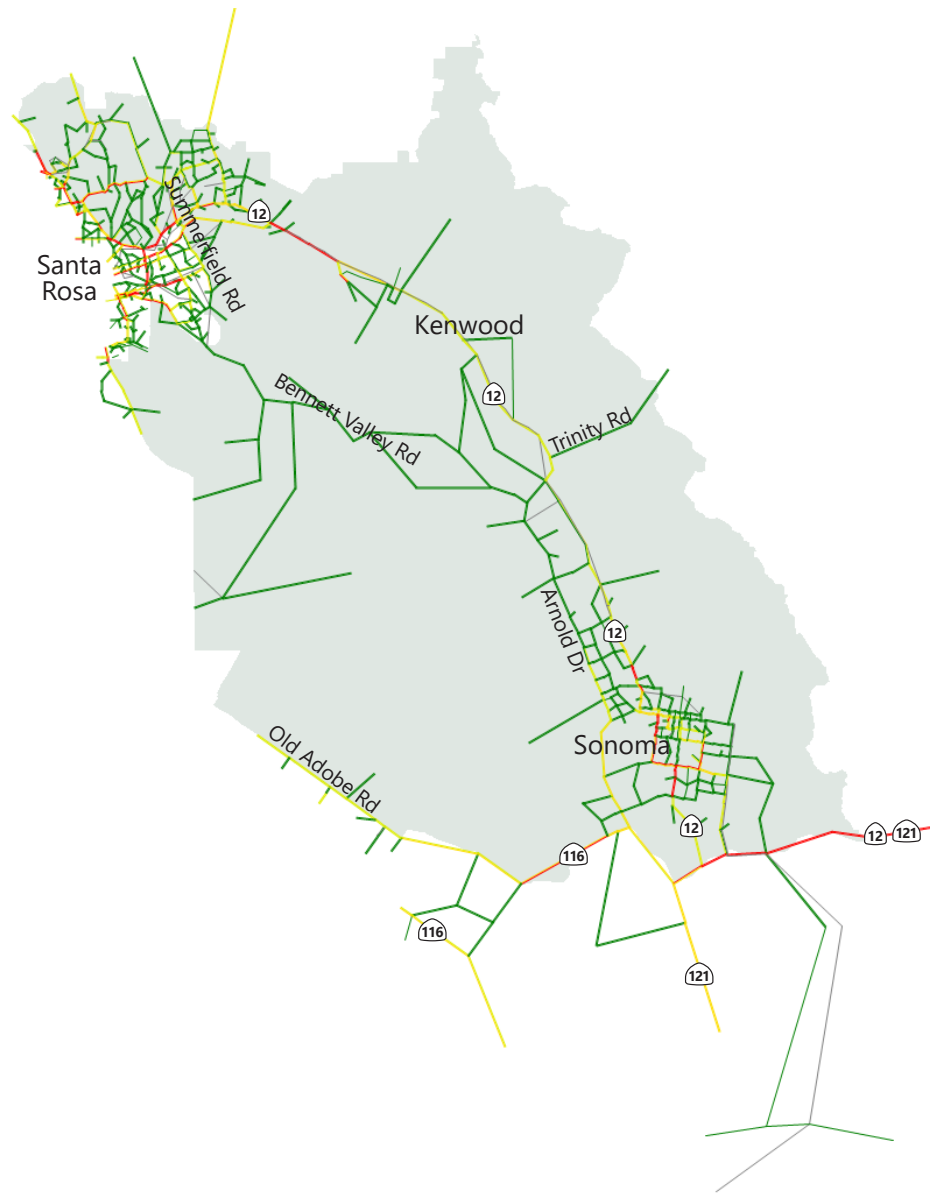 12
Summerfield Rd
Santa
Rosa
Kenwood
12
Bennett Valley Rd
Trinity Rd
Arnold Dr
12
Sonoma
Old Adobe Rd
12
12
121
116
116
121